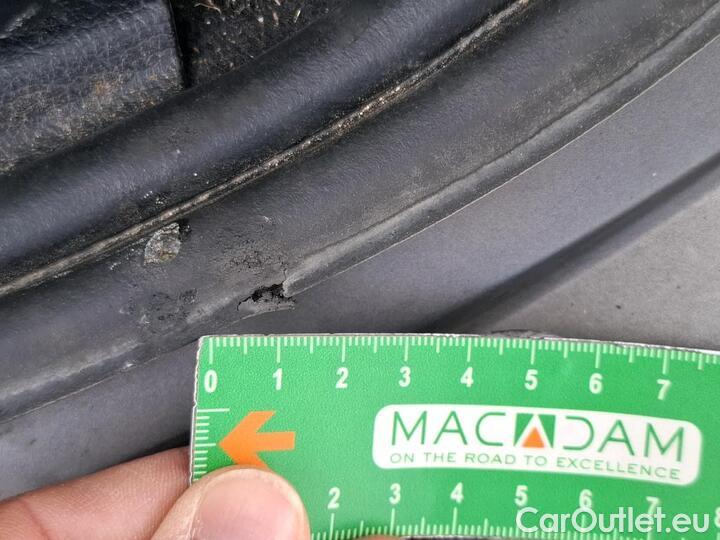 0 1 2 3 4 5 6 7
MACADAM
ON THE ROAD TO EXCELLENCE
2 3 4 5 6 7 8
CarOutlet.eu